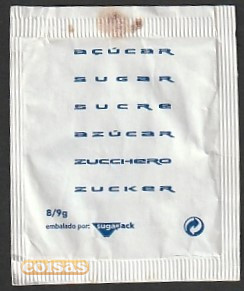 AÇÚCAR
SUGAR
SUCRE
AZÚCAR
ZUCCHERO
ZUCKER
8/9g
embalado por: sugarpack
coisas